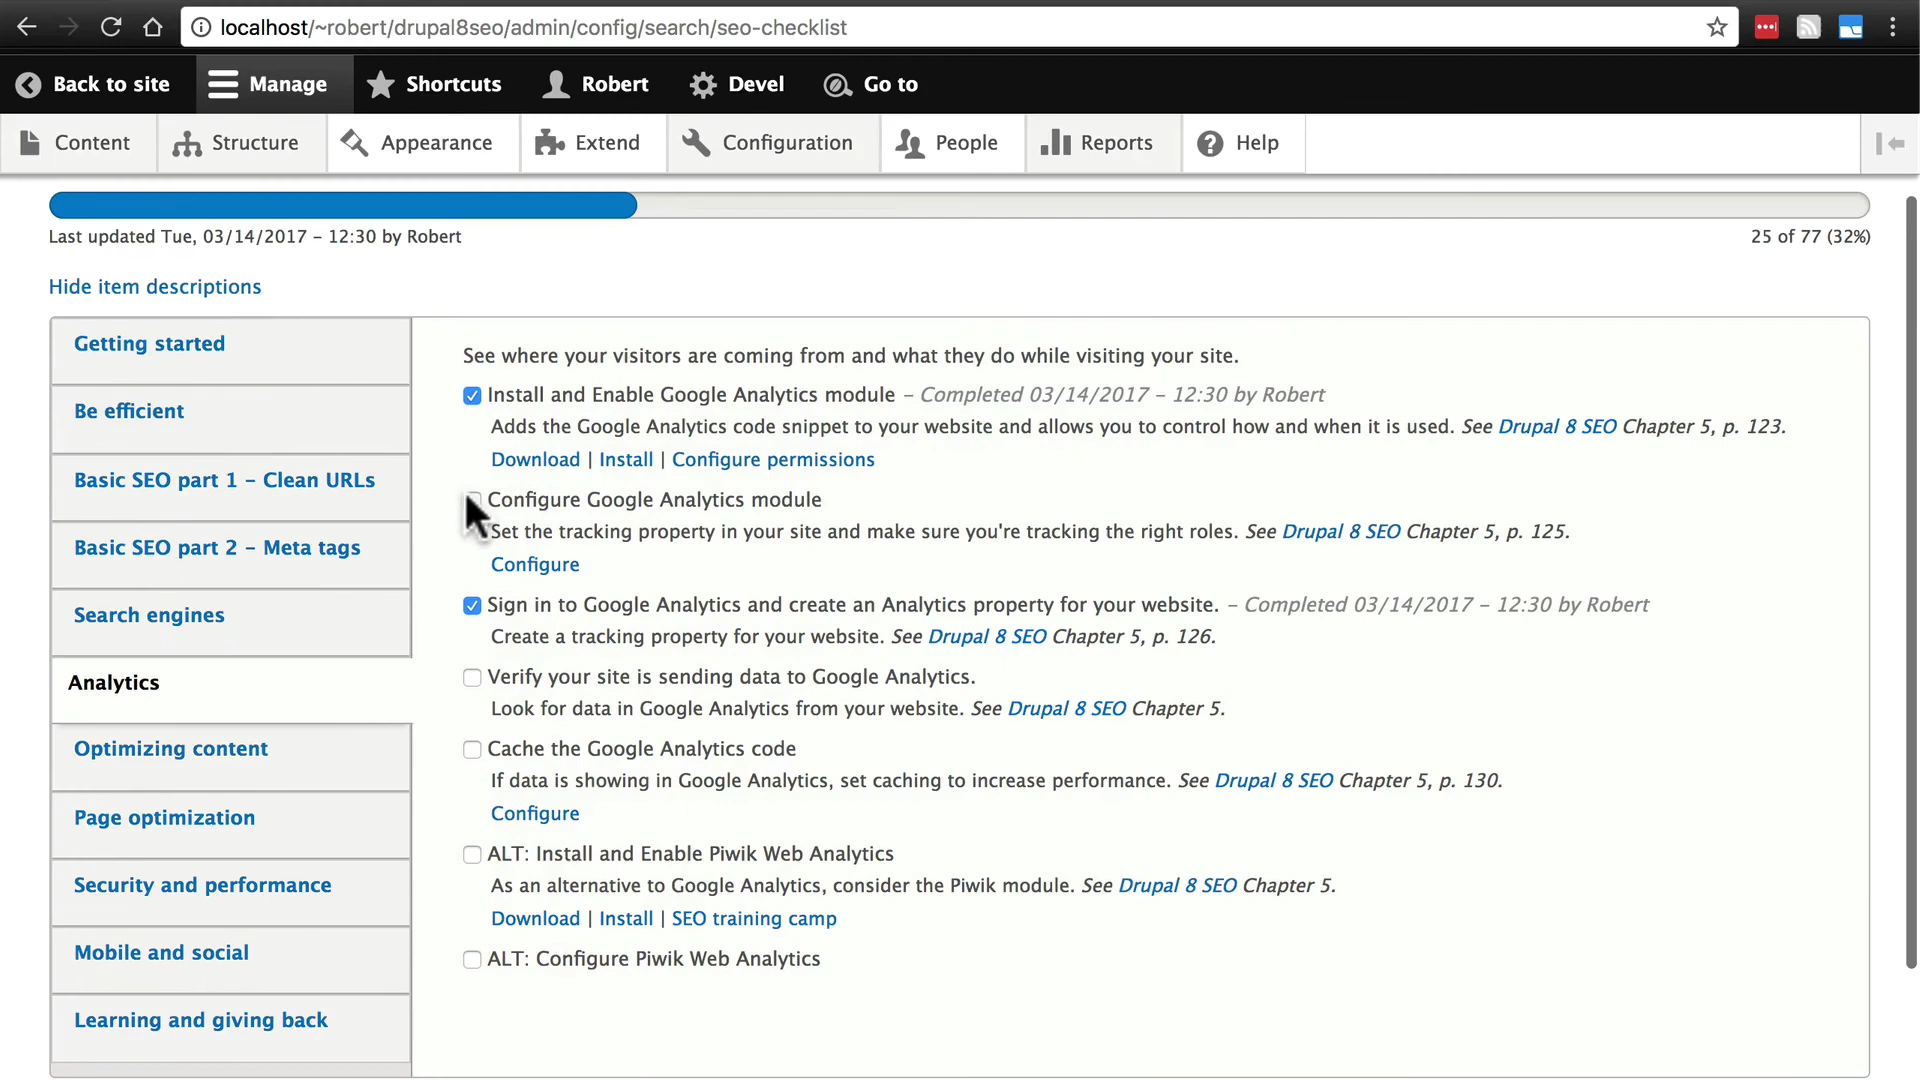 localhost/~robert/drupal8seo/admin/config/search/seo-checklist
Back to site Manage Shortcuts Robert Devel Go to
Content Structure Appearance Extend Configuration People Reports Help
Last updated Tue, 03/14/2017 – 12:30 by Robert 25 of 77 (32%)
Hide item descriptions
Getting started
Be efficient
Basic SEO part 1 – Clean URLs
Basic SEO part 2 – Meta tags
Search engines
Analytics
Optimizing content
Page optimization
Security and performance
Mobile and social
Learning and giving back
See where your visitors are coming from and what they do while visiting your site.
Install and Enable Google Analytics module – Completed 03/14/2017 – 12:30 by Robert
Adds the Google Analytics code snippet to your website and allows you to control how and when it is used. See Drupal 8 SEO Chapter 5, p. 123.
Download | Install | Configure permissions
Configure Google Analytics module
Set the tracking property in your site and make sure you're tracking the right roles. See Drupal 8 SEO Chapter 5, p. 125.
Configure
Sign in to Google Analytics and create an Analytics property for your website. – Completed 03/14/2017 – 12:30 by Robert
Create a tracking property for your website. See Drupal 8 SEO Chapter 5, p. 126.
Verify your site is sending data to Google Analytics.
Look for data in Google Analytics from your website. See Drupal 8 SEO Chapter 5.
Cache the Google Analytics code
If data is showing in Google Analytics, set caching to increase performance. See Drupal 8 SEO Chapter 5, p. 130.
Configure
ALT: Install and Enable Piwik Web Analytics
As an alternative to Google Analytics, consider the Piwik module. See Drupal 8 SEO Chapter 5.
Download | Install | SEO training camp
ALT: Configure Piwik Web Analytics